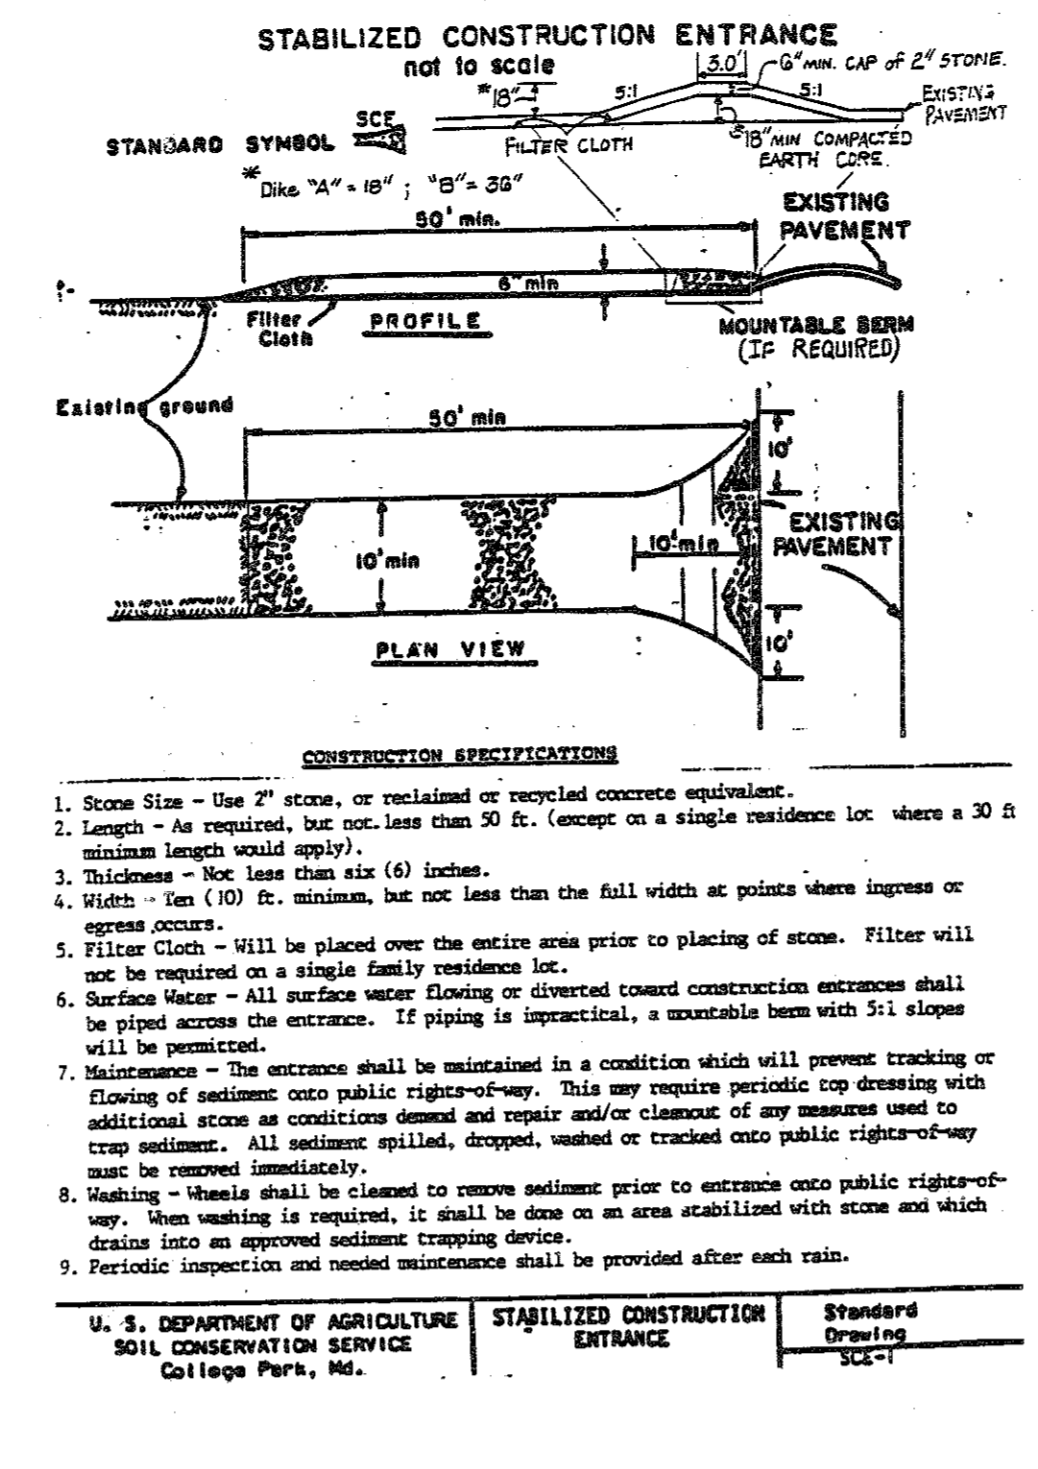 STABILIZED CONSTRUCTION ENTRANCE
not to scale
3.0'
6" MIN. CAP of 2" STONE.
*18"
5:1
5:1
EXISTING
PAVEMENT
SCE
STANDARD SYMBOL
FILTER CLOTH
*18" MIN COMPACTED
EARTH CORE.
*Dike "A" = 18" ; "B" = 36"
50' min.
EXISTING
PAVEMENT
6" min
Filter
Cloth
PROFILE
MOUNTABLE BERM
(IF REQUIRED)
Existing ground
50' min
10'
10' min
10' min
EXISTING
PAVEMENT
10'
PLAN VIEW
CONSTRUCTION SPECIFICATIONS
1. Stone Size - Use 2" stone, or reclaimed or recycled concrete equivalent.
2. Length - As required, but not less than 50 ft. (except on a single residence lot where a 30 ft
minimum length would apply).
3. Thickness - Not less than six (6) inches.
4. Width - Ten (10) ft. minimum, but not less than the full width at points where ingress or
egress occurs.
5. Filter Cloth - Will be placed over the entire area prior to placing of stone. Filter will
not be required on a single family residence lot.
6. Surface Water - All surface water flowing or diverted toward construction entrances shall
be piped across the entrance. If piping is impractical, a mountable berm with 5:1 slopes
will be permitted.
7. Maintenance - The entrance shall be maintained in a condition which will prevent tracking or
flowing of sediment onto public rights-of-way. This may require periodic top dressing with
additional stone as conditions demand and repair and/or cleanout of any measures used to
trap sediment. All sediment spilled, dropped, washed or tracked onto public rights-of-way
must be removed immediately.
8. Washing - Wheels shall be cleaned to remove sediment prior to entrance onto public rights-of-
way. When washing is required, it shall be done on an area stabilized with stone and which
drains into an approved sediment trapping device.
9. Periodic inspection and needed maintenance shall be provided after each rain.
U. S. DEPARTMENT OF AGRICULTURE
SOIL CONSERVATION SERVICE
College Park, Md.
STABILIZED CONSTRUCTION
ENTRANCE
Standard
Drawing
SCE-1